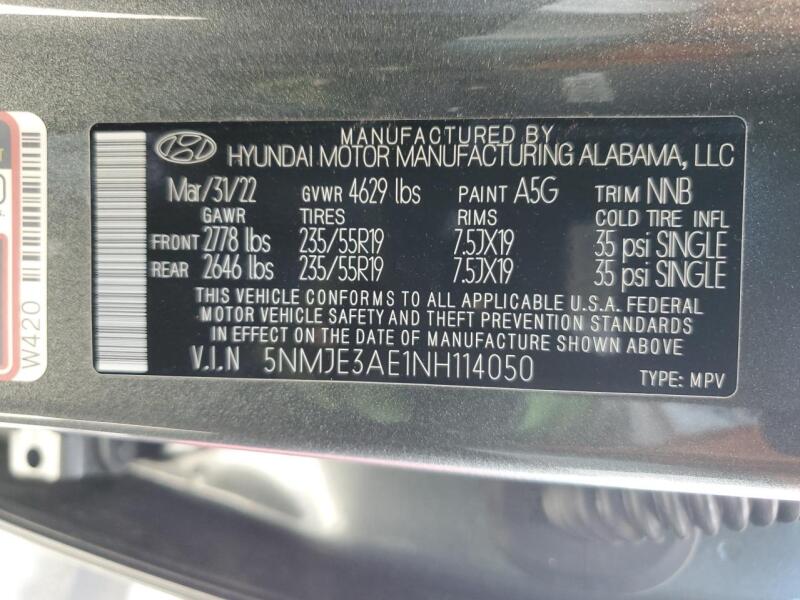 MANUFACTURED BY
HYUNDAI MOTOR MANUFACTURING ALABAMA, LLC
Mar/31/22 GVWR 4629 lbs PAINT A5G TRIM NNB
GAWR TIRES RIMS COLD TIRE INFL
FRONT 2778 lbs 235/55R19 7.5JX19 35 psi SINGLE
REAR 2646 lbs 235/55R19 7.5JX19 35 psi SINGLE
THIS VEHICLE CONFORMS TO ALL APPLICABLE U.S.A. FEDERAL
MOTOR VEHICLE SAFETY AND THEFT PREVENTION STANDARDS
IN EFFECT ON THE DATE OF MANUFACTURE SHOWN ABOVE.
V.I.N 5NMJE3AE1NH114050
TYPE: MPV
W420